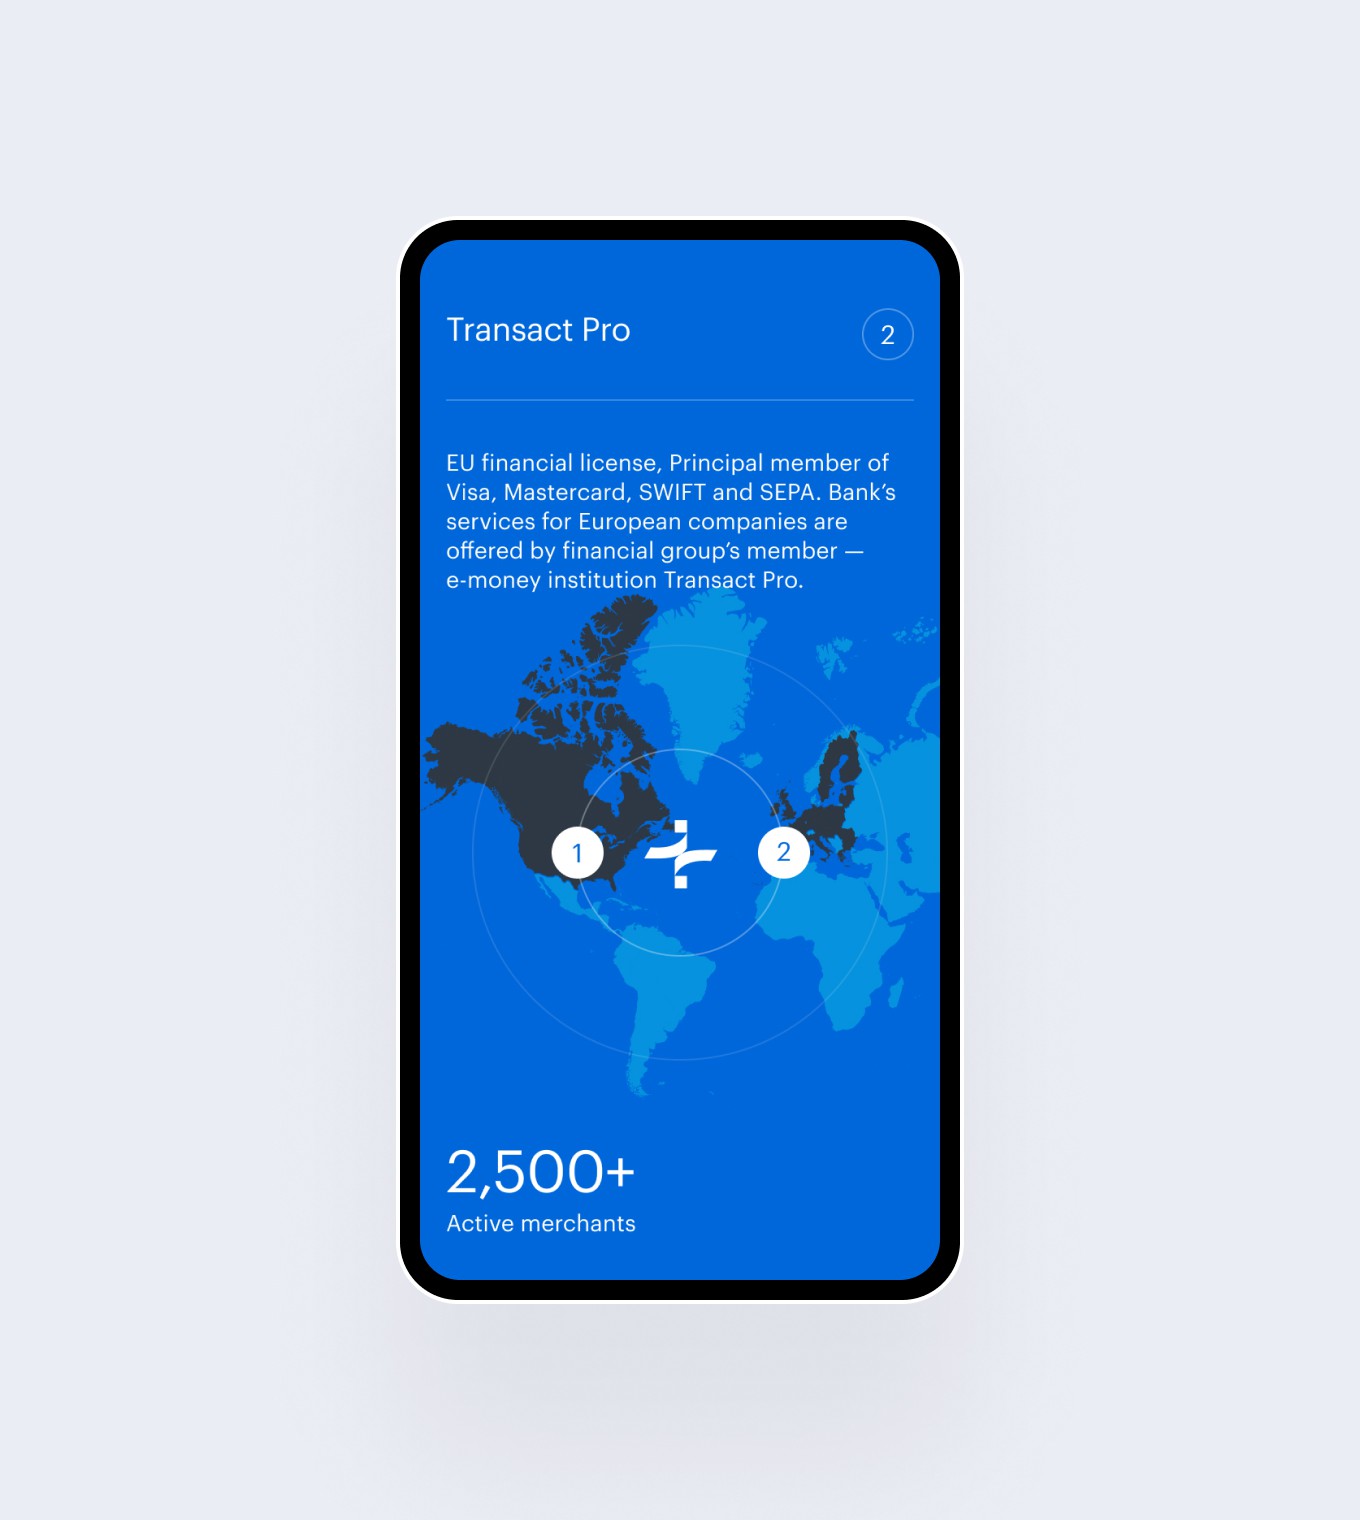 Transact Pro
2
EU financial license, Principal member of
Visa, Mastercard, SWIFT and SEPA. Bank’s
services for European companies are
offered by financial group’s member —
e-money institution Transact Pro.
1
2
2,500+
Active merchants